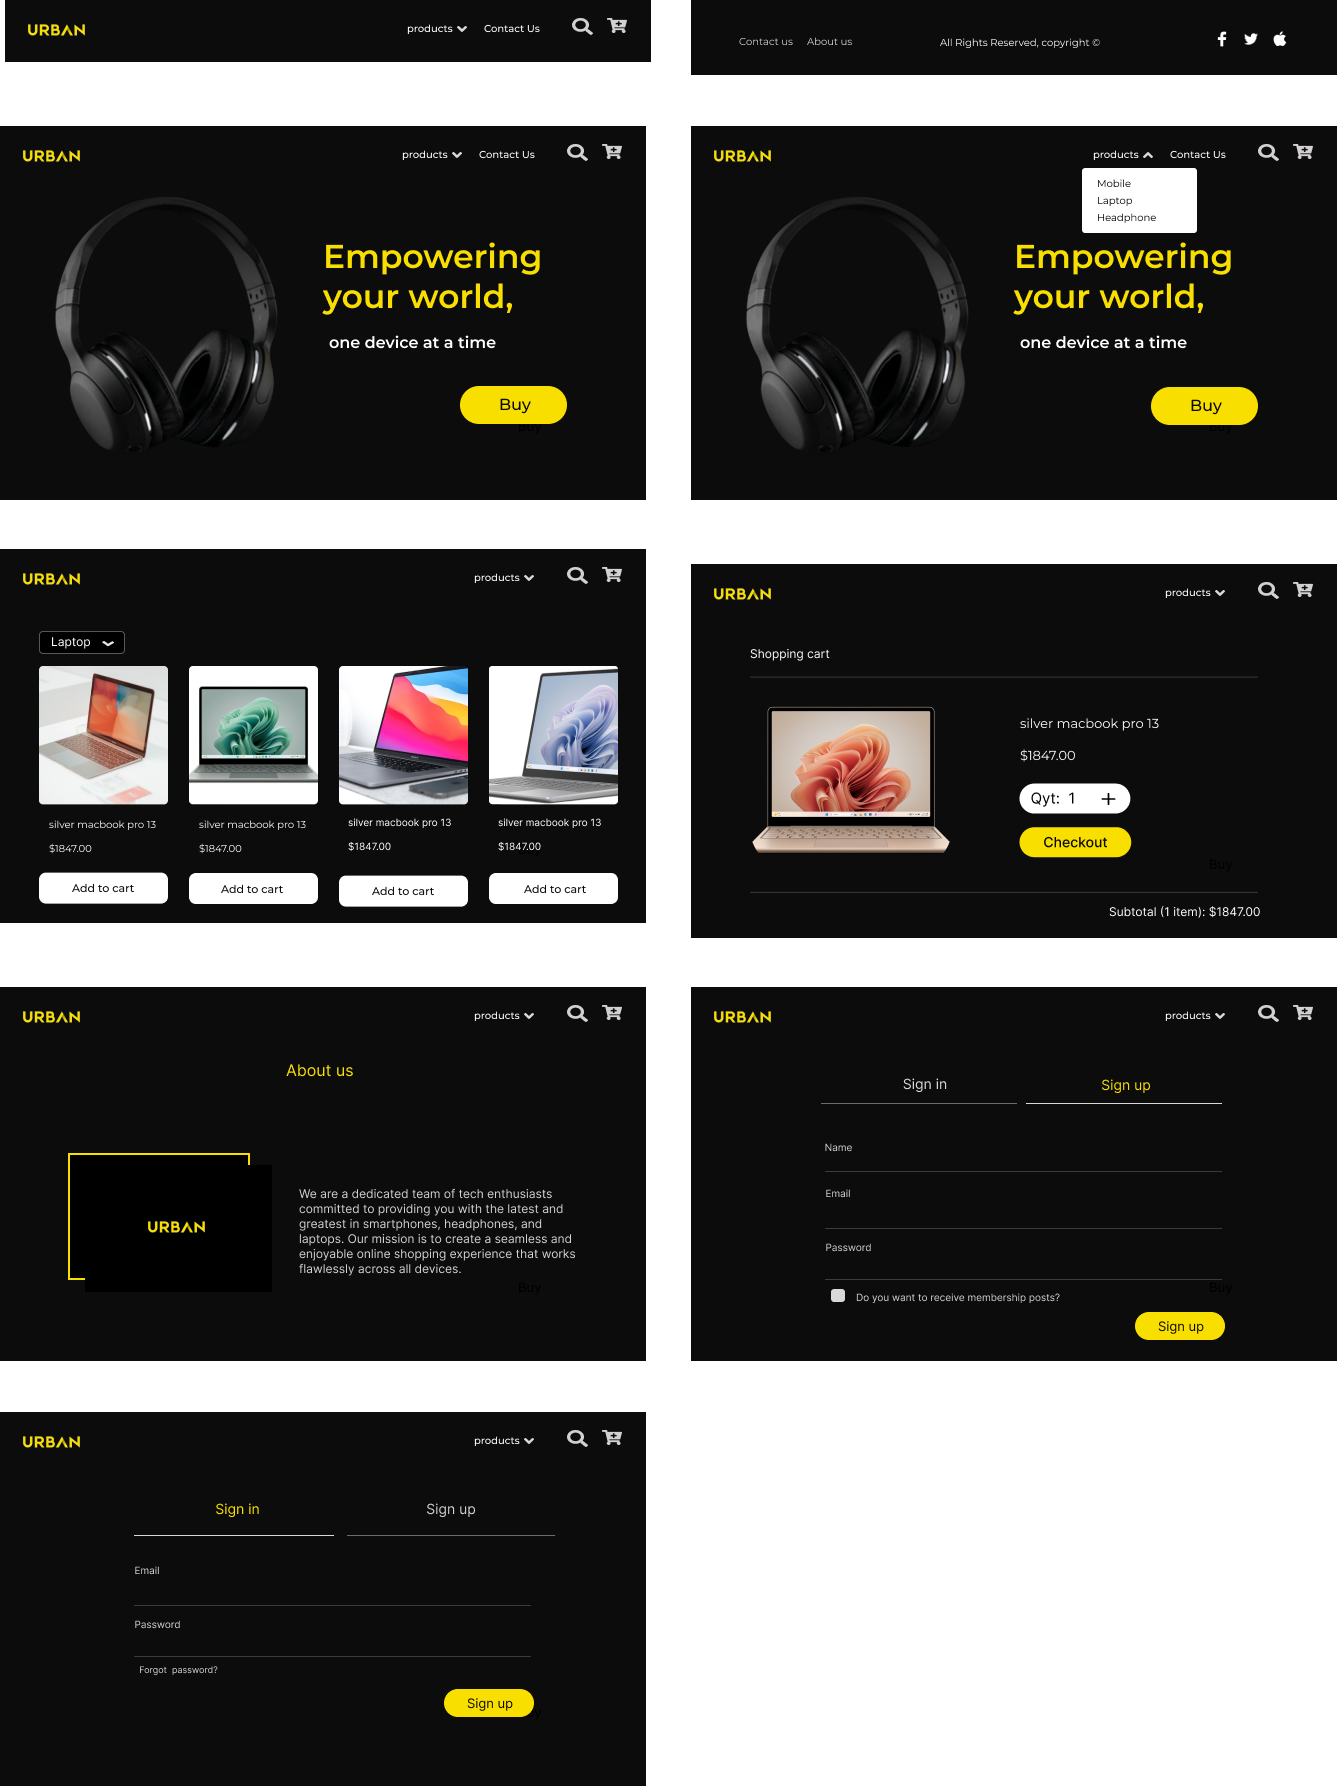 URBAN
products
Contact Us
Contact us
About us
All Rights Reserved, copyright ©
URBAN
products
Contact Us
Empowering
your world,
one device at a time
Buy
Buy
URBAN
products
Contact Us
Mobile
Laptop
Headphone
Empowering
your world,
one device at a time
Buy
Buy
URBAN
products
Laptop
silver macbook pro 13
$1847.00
Add to cart
silver macbook pro 13
$1847.00
Add to cart
silver macbook pro 13
$1847.00
Add to cart
silver macbook pro 13
$1847.00
Add to cart
URBAN
products
Shopping cart
silver macbook pro 13
$1847.00
Qyt: 1
Checkout
Buy
Subtotal (1 item): $1847.00
URBAN
products
About us
URBAN
We are a dedicated team of tech enthusiasts
committed to providing you with the latest and
greatest in smartphones, headphones, and
laptops. Our mission is to create a seamless and
enjoyable online shopping experience that works
flawlessly across all devices.
Buy
URBAN
products
Sign in
Sign up
Name
Email
Password
Buy
Do you want to receive membership posts?
Sign up
URBAN
products
Sign in
Sign up
Email
Password
Forgot password?
Sign up